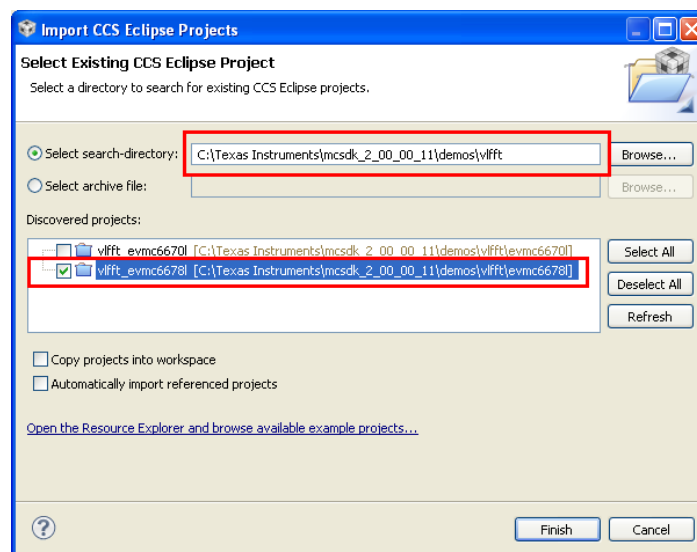 Import CCS Eclipse Projects
Select Existing CCS Eclipse Project
Select a directory to search for existing CCS Eclipse projects.
Select search-directory: C:\Texas Instruments\mcsdk_2_00_00_11\demos\vlfft Browse...
Select archive file: Browse...
Discovered projects:
vlfft_evmc6670l [C:\Texas Instruments\mcsdk_2_00_00_11\demos\vlfft\evmc6670l] Select All
vlfft_evmc6678l [C:\Texas Instruments\mcsdk_2_00_00_11\demos\vlfft\evmc6678l]
Deselect All
Refresh
Copy projects into workspace
Automatically import referenced projects
Open the Resource Explorer and browse available example projects...
? Finish Cancel